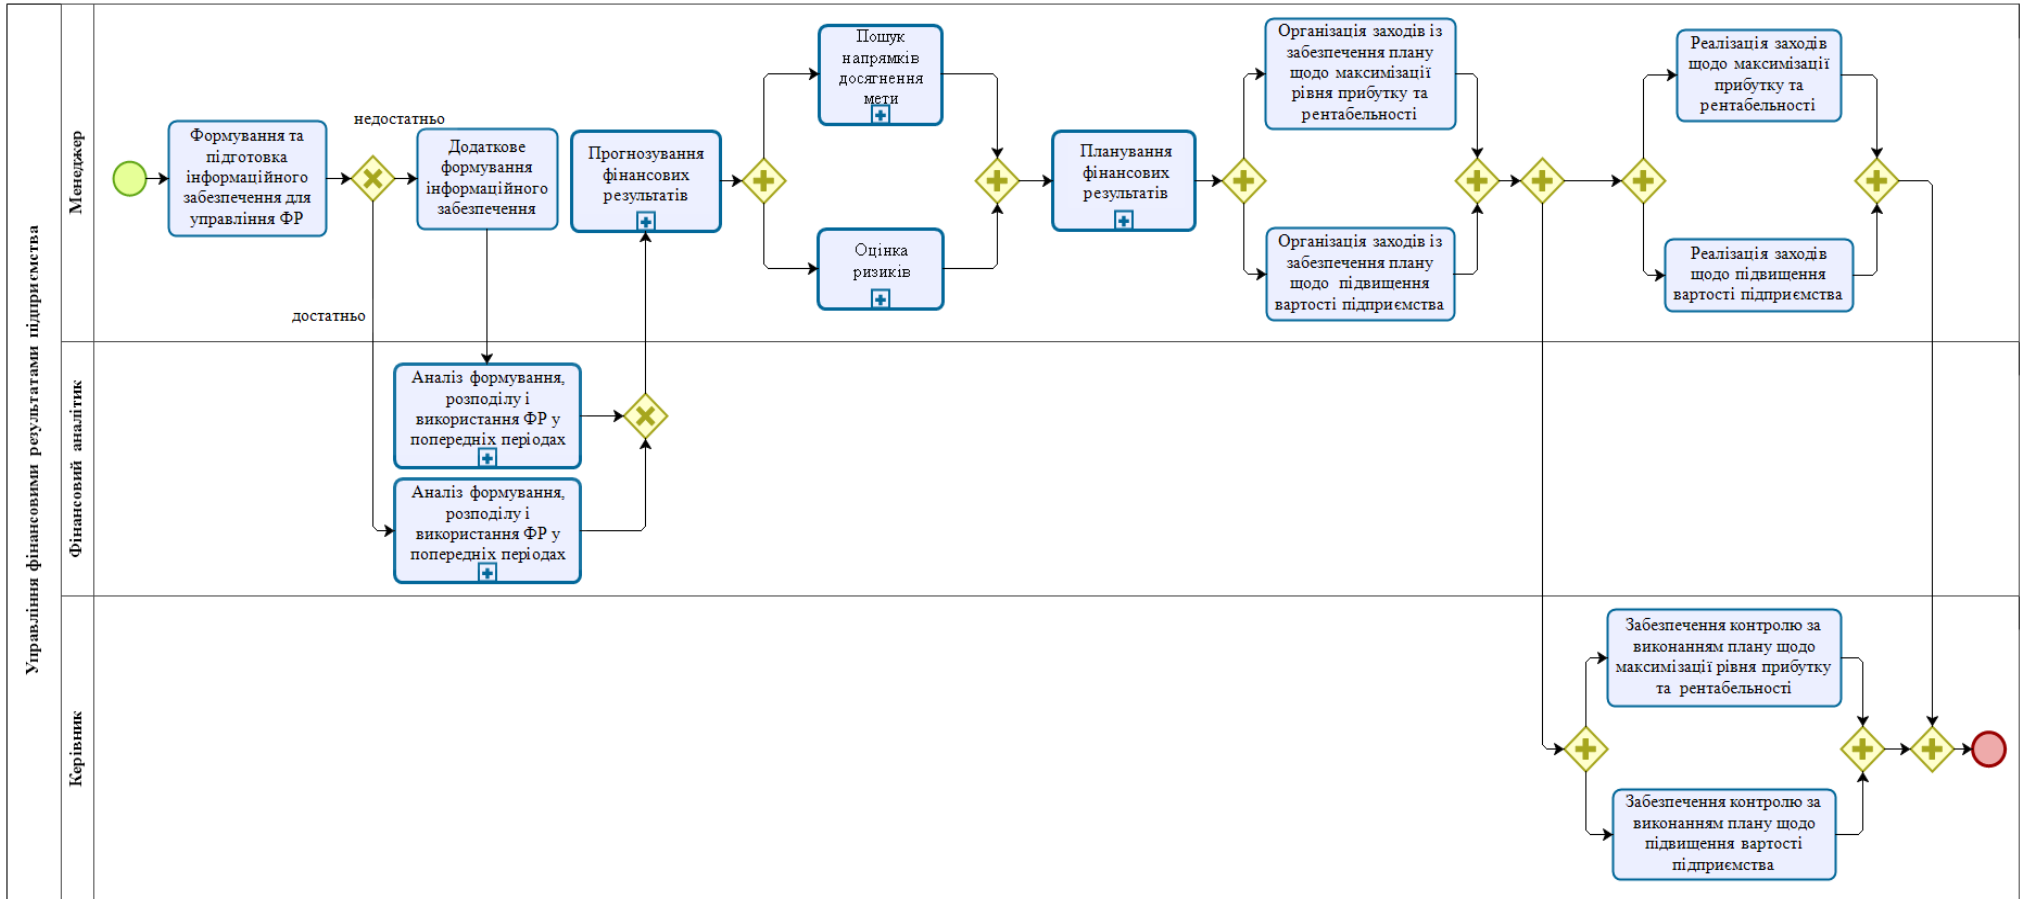 Управління фінансовими результатами підприємства
Менеджер
Формування та
підготовка
інформаційного
забезпечення для
управління ФР
недостатньо
достатньо
Додаткове
формування
інформаційного
забезпечення
Прогнозування
фінансових
результатів
Пошук
напрямків
досягнення
мети
Оцінка
ризиків
Планування
фінансових
результатів
Організація заходів із
забезпечення плану
щодо максимізації
рівня прибутку та
рентабельності
Організація заходів із
забезпечення плану
щодо підвищення
вартості підприємства
Реалізація заходів
щодо максимізації
прибутку та
рентабельності
Реалізація заходів
щодо підвищення
вартості підприємства
Фінансовий аналітик
Аналіз формування,
розподілу і
використання ФР у
попередніх періодах
Аналіз формування,
розподілу і
використання ФР у
попередніх періодах
Керівник
Забезпечення контролю за
виконанням плану щодо
максимізації рівня прибутку
та рентабельності
Забезпечення контролю за
виконанням плану щодо
підвищення вартості
підприємства